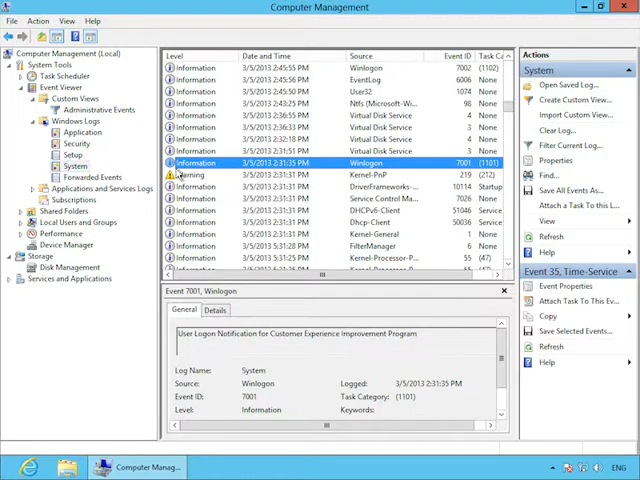 Computer Management
File Action View Help
Computer Management (Local)
System Tools
Task Scheduler
Event Viewer
Custom Views
Administrative Events
Windows Logs
Application
Security
Setup
System
Forwarded Events
Applications and Services Logs
Subscriptions
Shared Folders
Local Users and Groups
Performance
Device Manager
Storage
Disk Management
Services and Applications
Level Date and Time Source Event ID Task Ca
Information 3/5/2013 2:45:55 PM Winlogon 7002 (1102)
Information 3/5/2013 2:45:55 PM EventLog 6006 None
Information 3/5/2013 2:45:50 PM User32 1074 None
Information 3/5/2013 2:43:25 PM Ntfs (Microsoft-Wi... 98 None
Information 3/5/2013 2:43:16 PM Virtual Disk Service 4 None
Information 3/5/2013 2:36:33 PM Virtual Disk Service 3 None
Information 3/5/2013 2:32:18 PM Virtual Disk Service 4 None
Information 3/5/2013 2:31:51 PM Virtual Disk Service 3 None
Information 3/5/2013 2:31:35 PM Winlogon 7001 (1101)
Warning 3/5/2013 2:31:31 PM Kernel-PnP 219 (212)
Information 3/5/2013 2:31:31 PM DriverFrameworks-... 10114 Startup
Information 3/5/2013 2:31:31 PM Service Control Ma... 7026 None
Information 3/5/2013 2:31:31 PM DHCPv6-Client 51046 Service
Information 3/5/2013 2:31:31 PM Dhcp-Client 50036 Service
Information 3/5/2013 5:31:31 PM Kernel-General 1 None
Information 3/5/2013 5:31:28 PM FilterManager 6 None
Information 3/5/2013 5:31:28 PM Kernel-Processor-P... 55 (47)
Event 7001, Winlogon
General Details
User Logon Notification for Customer Experience Improvement Program
Log Name: System
Source: Winlogon Logged: 3/5/2013 2:31:35 PM
Event ID: 7001 Task Category: (1101)
Level: Information Keywords:
Actions
System
Open Saved Log...
Create Custom View...
Import Custom View...
Clear Log...
Filter Current Log...
Properties
Find...
Save All Events As...
Attach a Task To this L...
View
Refresh
Help
Event 35, Time-Service
Event Properties
Attach Task To This Ev...
Copy
Save Selected Events...
Refresh
Help
Computer Manag...
ENG